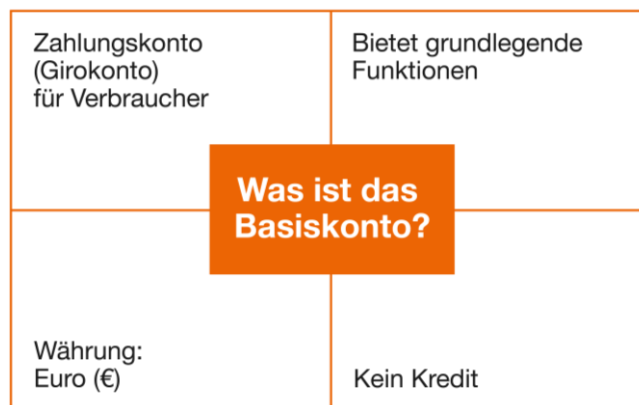 Zahlungskonto
(Girokonto)
für Verbraucher
Bietet grundlegende
Funktionen
Was ist das
Basiskonto?
Währung:
Euro (€)
Kein Kredit